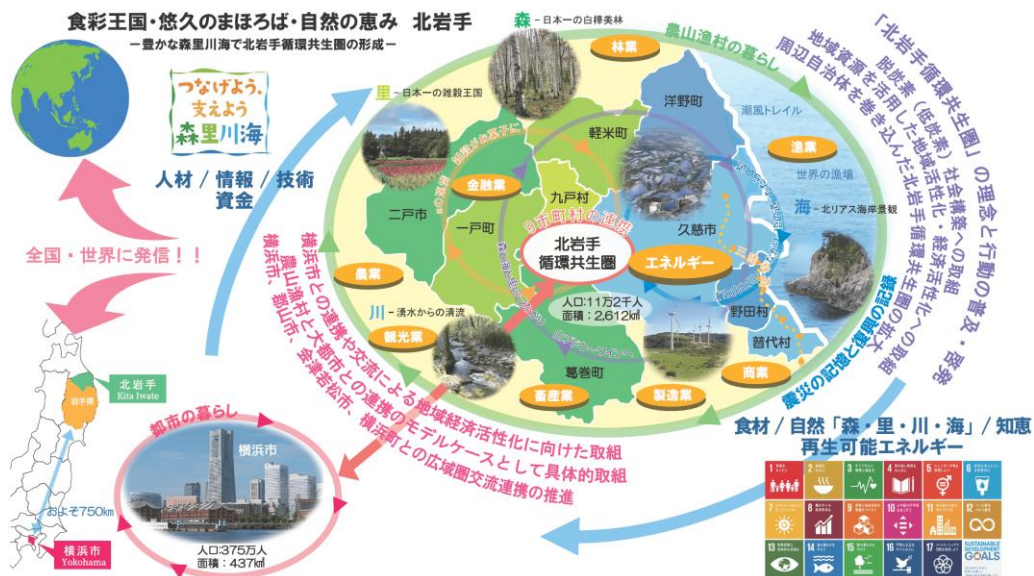 食彩王国・悠久のまほろば・自然の恵み 北岩手
－豊かな森里川海で北岩手循環共生圏の形成－
つなげよう、
支えよう
森里川海
人材 / 情報 / 技術
資金
全国・世界に発信！！
森－日本一の白樺美林
里－日本一の雑穀王国
川－湧水からの清流
海－北リアス海岸景観
農山漁村の暮らし
林業
漁業
金融業
農業
観光業
畜産業
製造業
商業
エネルギー
洋野町
軽米町
九戸村
二戸市
一戸町
久慈市
野田村
普代村
葛巻町
潮風トレイル
世界の漁場
9市町村の連携
北岩手
循環共生圏
人口:11万2千人
面積：2,612㎢
震災の記憶と復興の記録
「北岩手循環共生圏」の理念と行動の普及・啓発
脱炭素（低炭素）社会構築への取組
地域資源を活用した地域活性化・経済活性化への取組
周辺自治体を巻き込んだ北岩手循環共生圏の拡大
横浜市との連携や交流による地域経済活性化に向けた取組
農山漁村と大都市との連携のモデルケースとして具体的取組
横浜市、郡山市、会津若松市、横浜町との広域圏交流連携の推進
食材 / 自然「森・里・川・海」/ 知恵
再生可能エネルギー
北岩手
Kita Iwate
岩手県
およそ750km
横浜市
Yokohama
都市の暮らし
横浜市
人口:375万人
面積：437㎢
1
2
3
4
5
6
7
8
9
10
11
12
13
14
15
16
17
SUSTAINABLE
DEVELOPMENT
GOALS